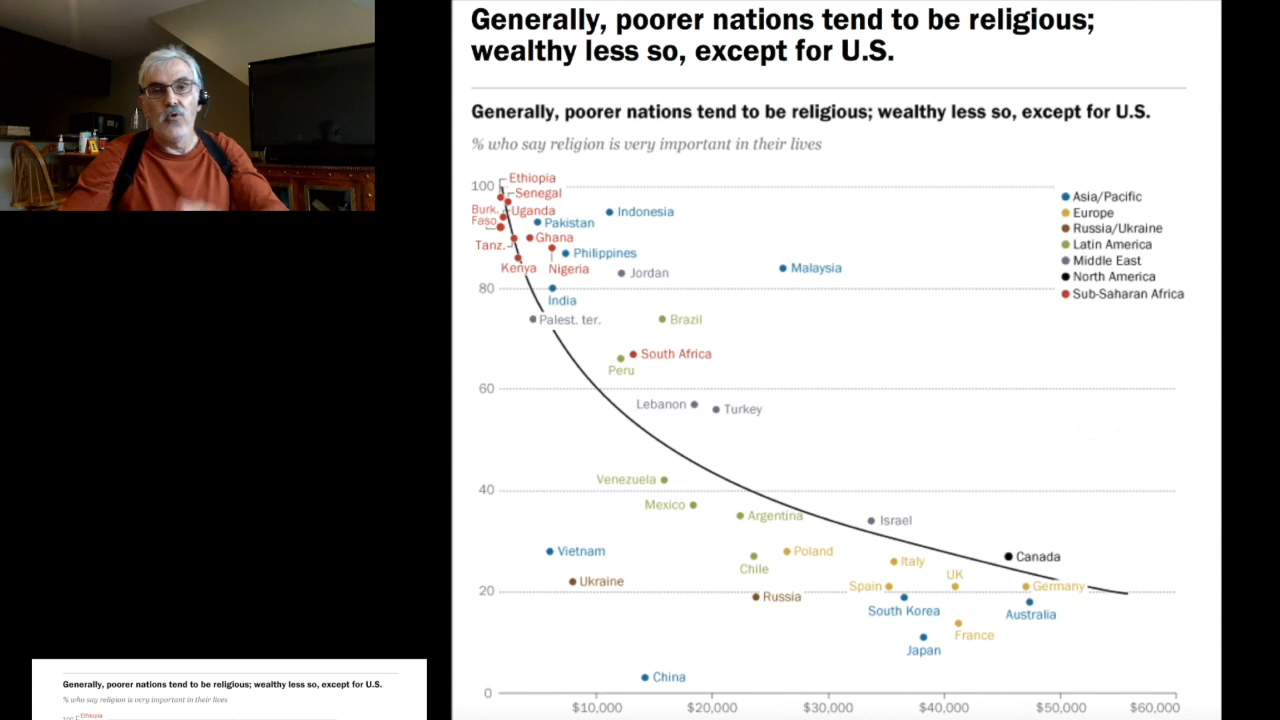 Generally, poorer nations tend to be religious;
wealthy less so, except for U.S.
Generally, poorer nations tend to be religious; wealthy less so, except for U.S.
% who say religion is very important in their lives
100
Ethiopia
Senegal
Burk. Faso
Uganda
Pakistan
Indonesia
Tanz.
Ghana
Philippines
Kenya
Nigeria
Jordan
Malaysia
80
India
Palest. ter.
Brazil
South Africa
Peru
60
Lebanon
Turkey
Venezuela
40
Mexico
Argentina
Israel
Vietnam
Chile
Poland
Italy
Canada
Ukraine
UK
20
Russia
Spain
Germany
South Korea
Australia
France
Japan
China
0
$10,000
$20,000
$30,000
$40,000
$50,000
$60,000
Asia/Pacific
Europe
Russia/Ukraine
Latin America
Middle East
North America
Sub-Saharan Africa
Generally, poorer nations tend to be religious; wealthy less so, except for U.S.
% who say religion is very important in their lives
100
Ethiopia